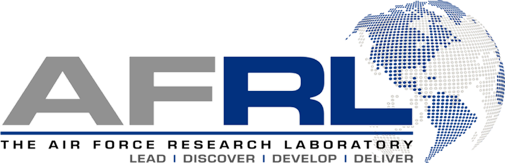 AFRL
THE AIR FORCE RESEARCH LABORATORY
LEAD | DISCOVER | DEVELOP | DELIVER